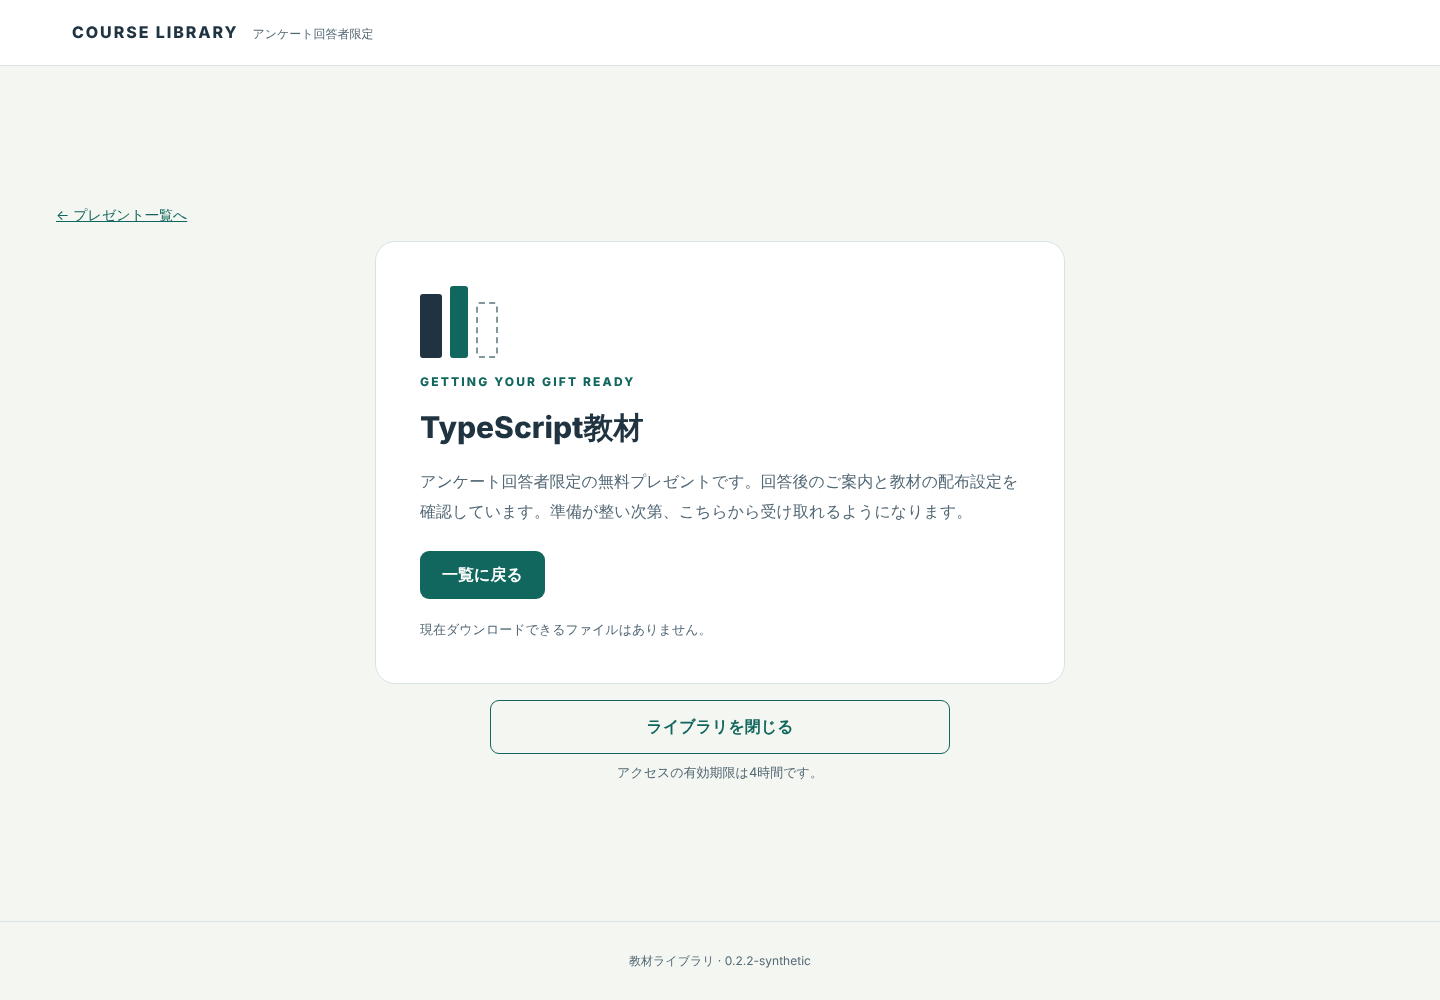 COURSE LIBRARY アンケート回答者限定
← プレゼント一覧へ
GETTING YOUR GIFT READY
TypeScript教材
アンケート回答者限定の無料プレゼントです。回答後のご案内と教材の配布設定を
確認しています。準備が整い次第、こちらから受け取れるようになります。
一覧に戻る
現在ダウンロードできるファイルはありません。
ライブラリを閉じる
アクセスの有効期限は4時間です。
教材ライブラリ · 0.2.2-synthetic